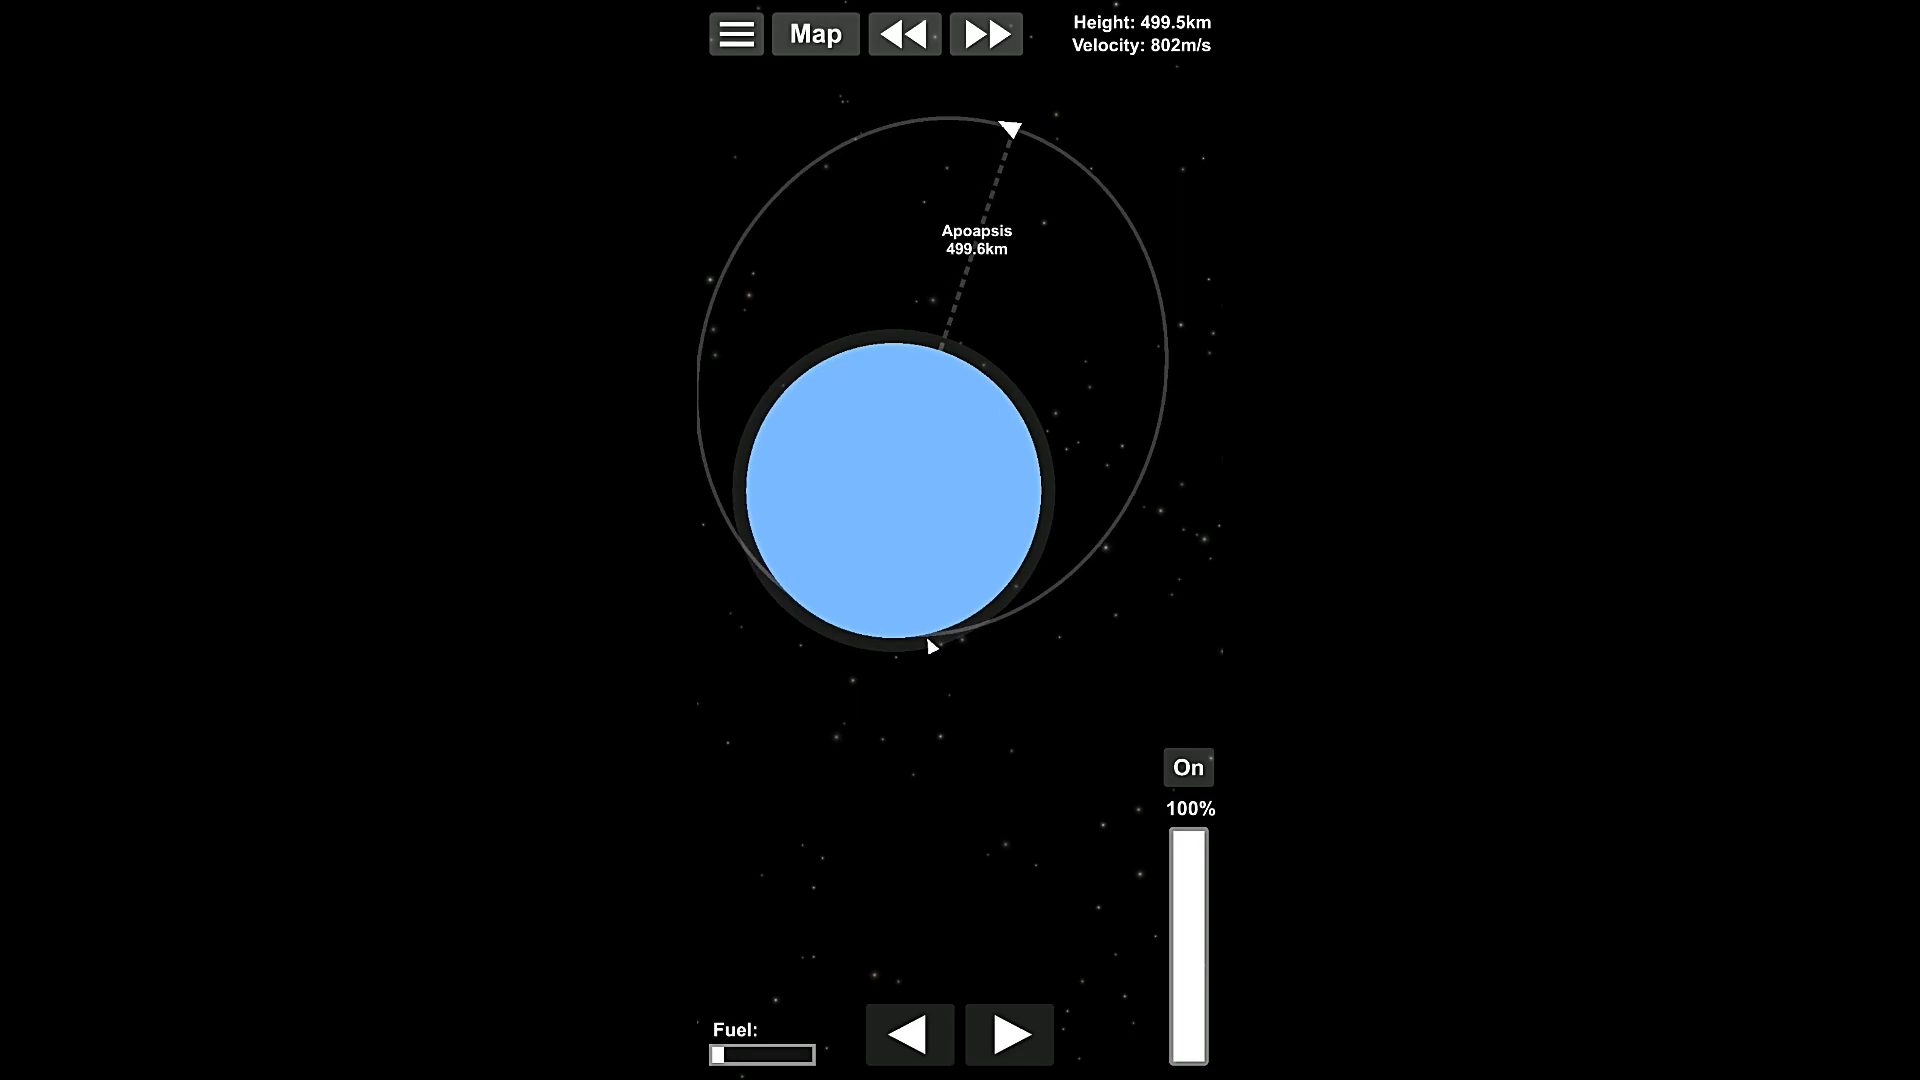 Map
Height: 499.5km
Velocity: 802m/s
Apoapsis
499.6km
On
100%
Fuel: